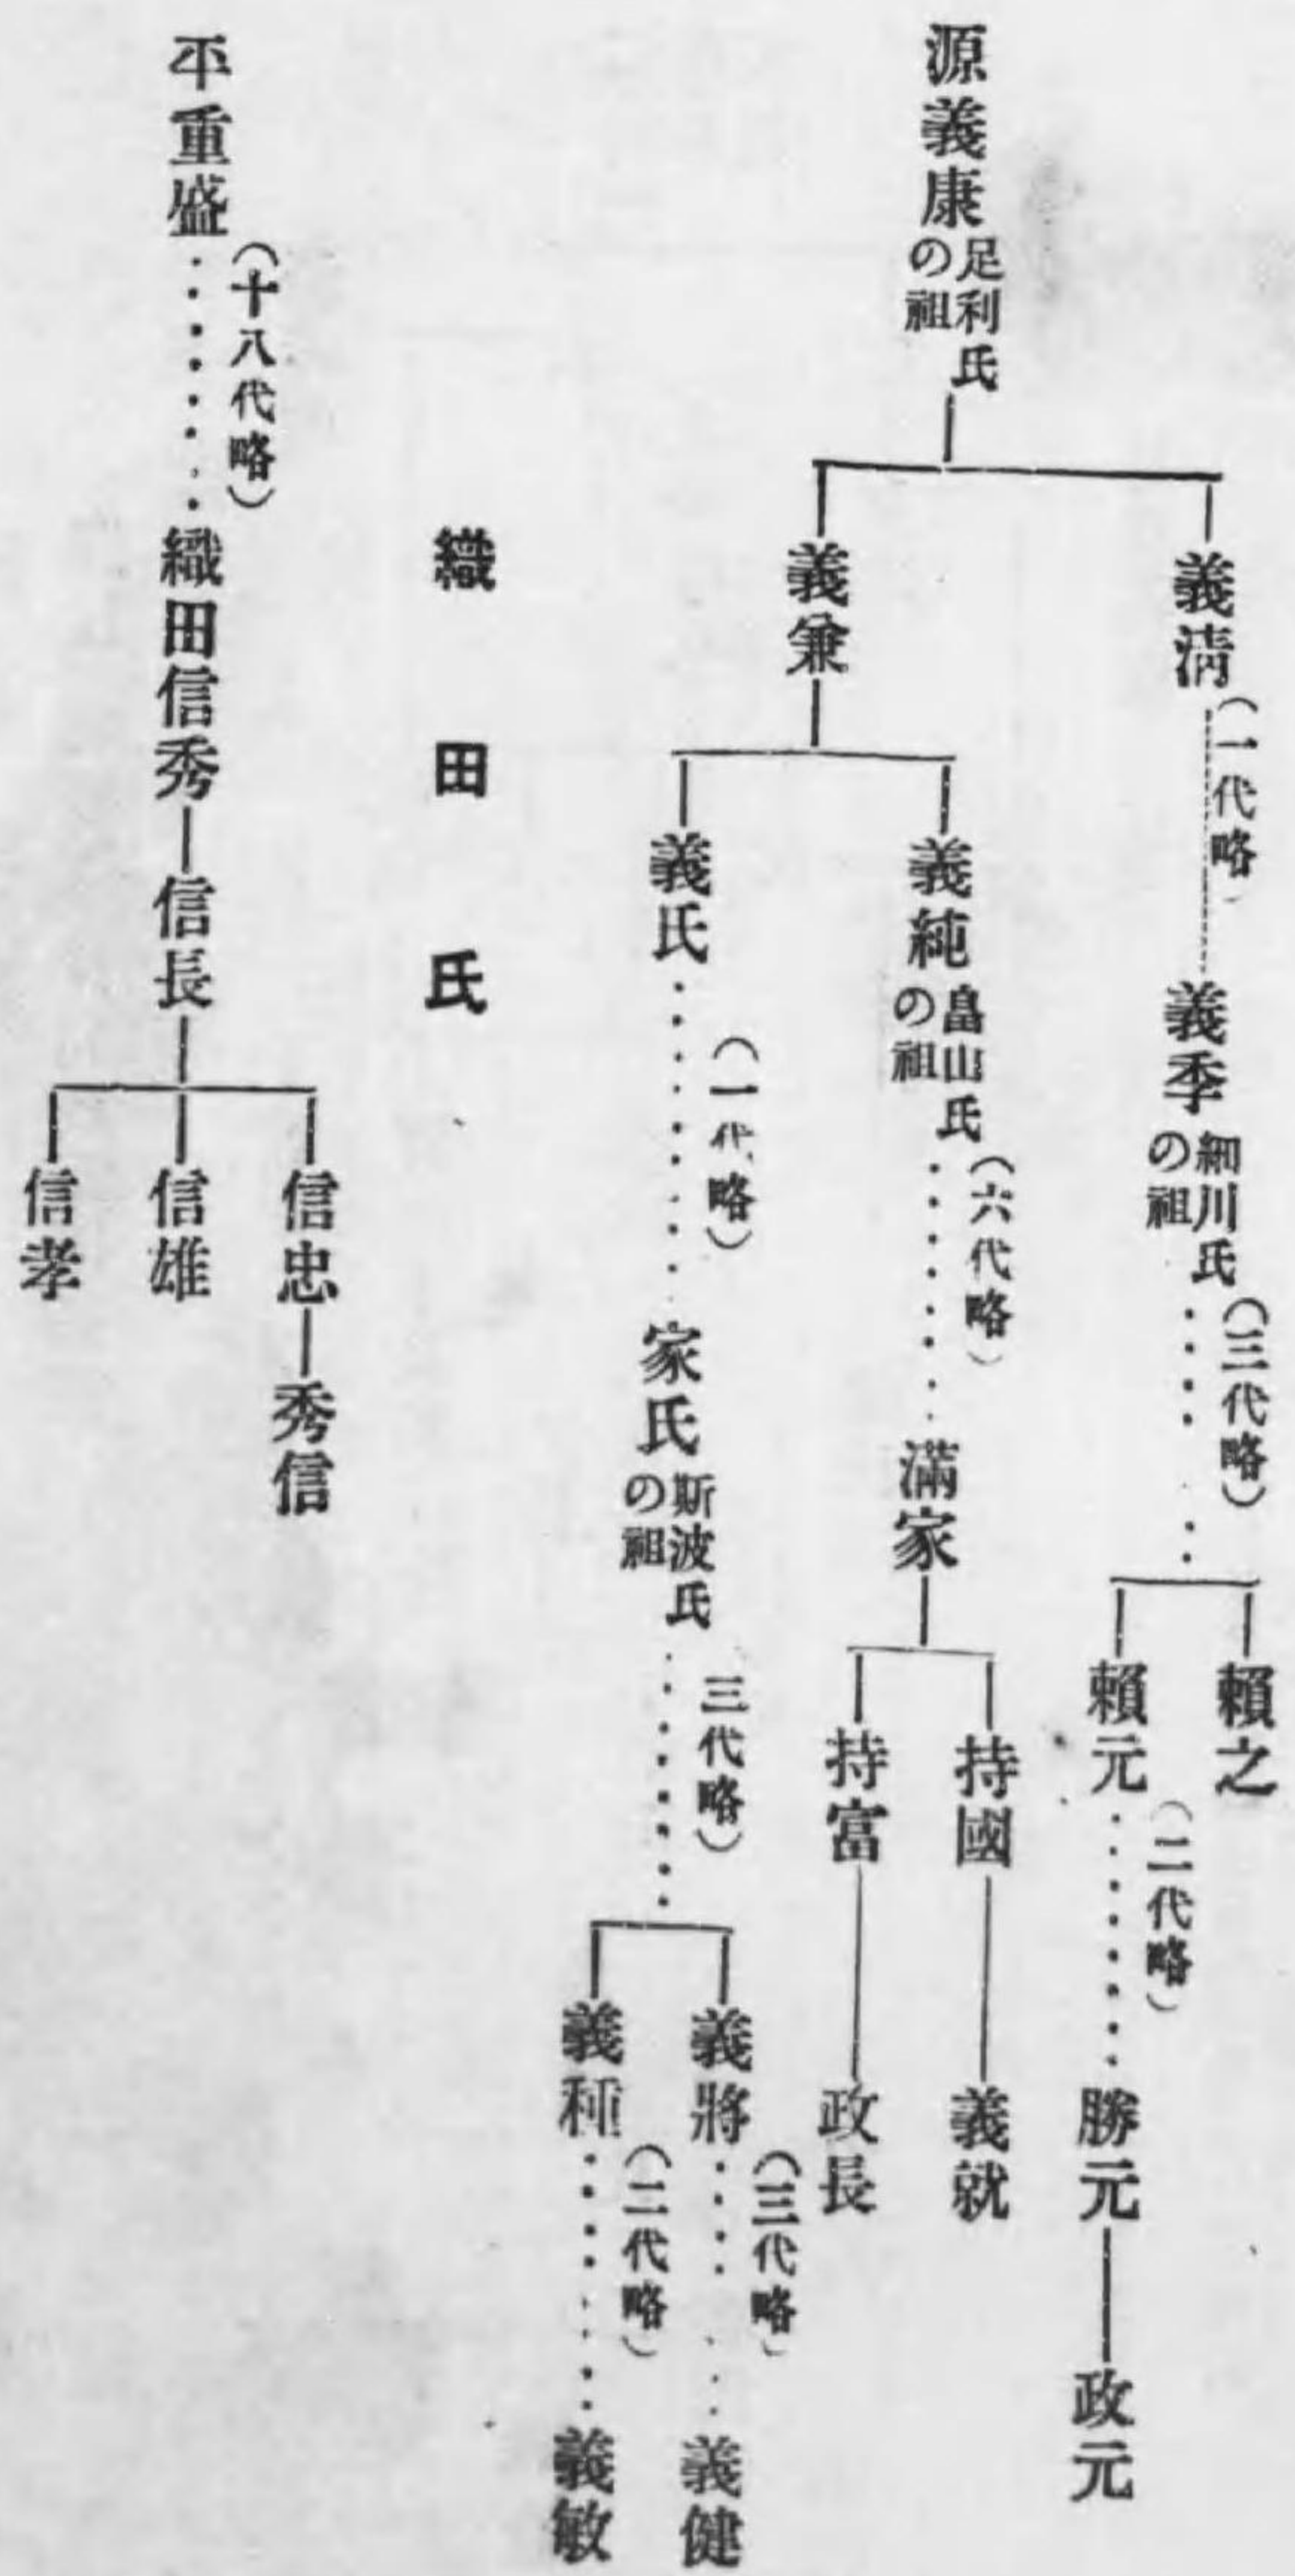 源義康足利氏の祖
義淸
(一代略)
義季細川氏の祖
(三代略)
賴之
賴元
(二代略)
勝元
政元
義兼
義純畠山氏の祖
(六代略)
滿家
持國
義就
持富
政長
義氏
(一代略)
家氏斯波氏の祖
三代略)
義將
(三代略)
義健
義種
(二代略)
義敏
織田氏
平重盛
(十八代略)
織田信秀
信長
信忠
秀信
信雄
信孝